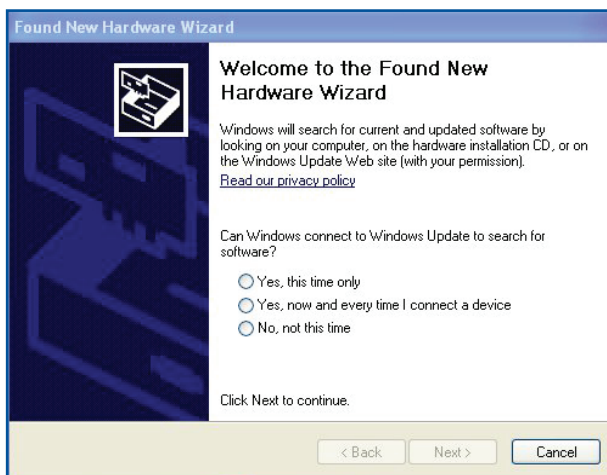 Found New Hardware Wizard
Welcome to the Found New
Hardware Wizard
Windows will search for current and updated software by
looking on your computer, on the hardware installation CD, or on
the Windows Update Web site (with your permission).
Read our privacy policy
Can Windows connect to Windows Update to search for
software?
Yes, this time only
Yes, now and every time I connect a device
No, not this time
Click Next to continue.
< Back
Next >
Cancel